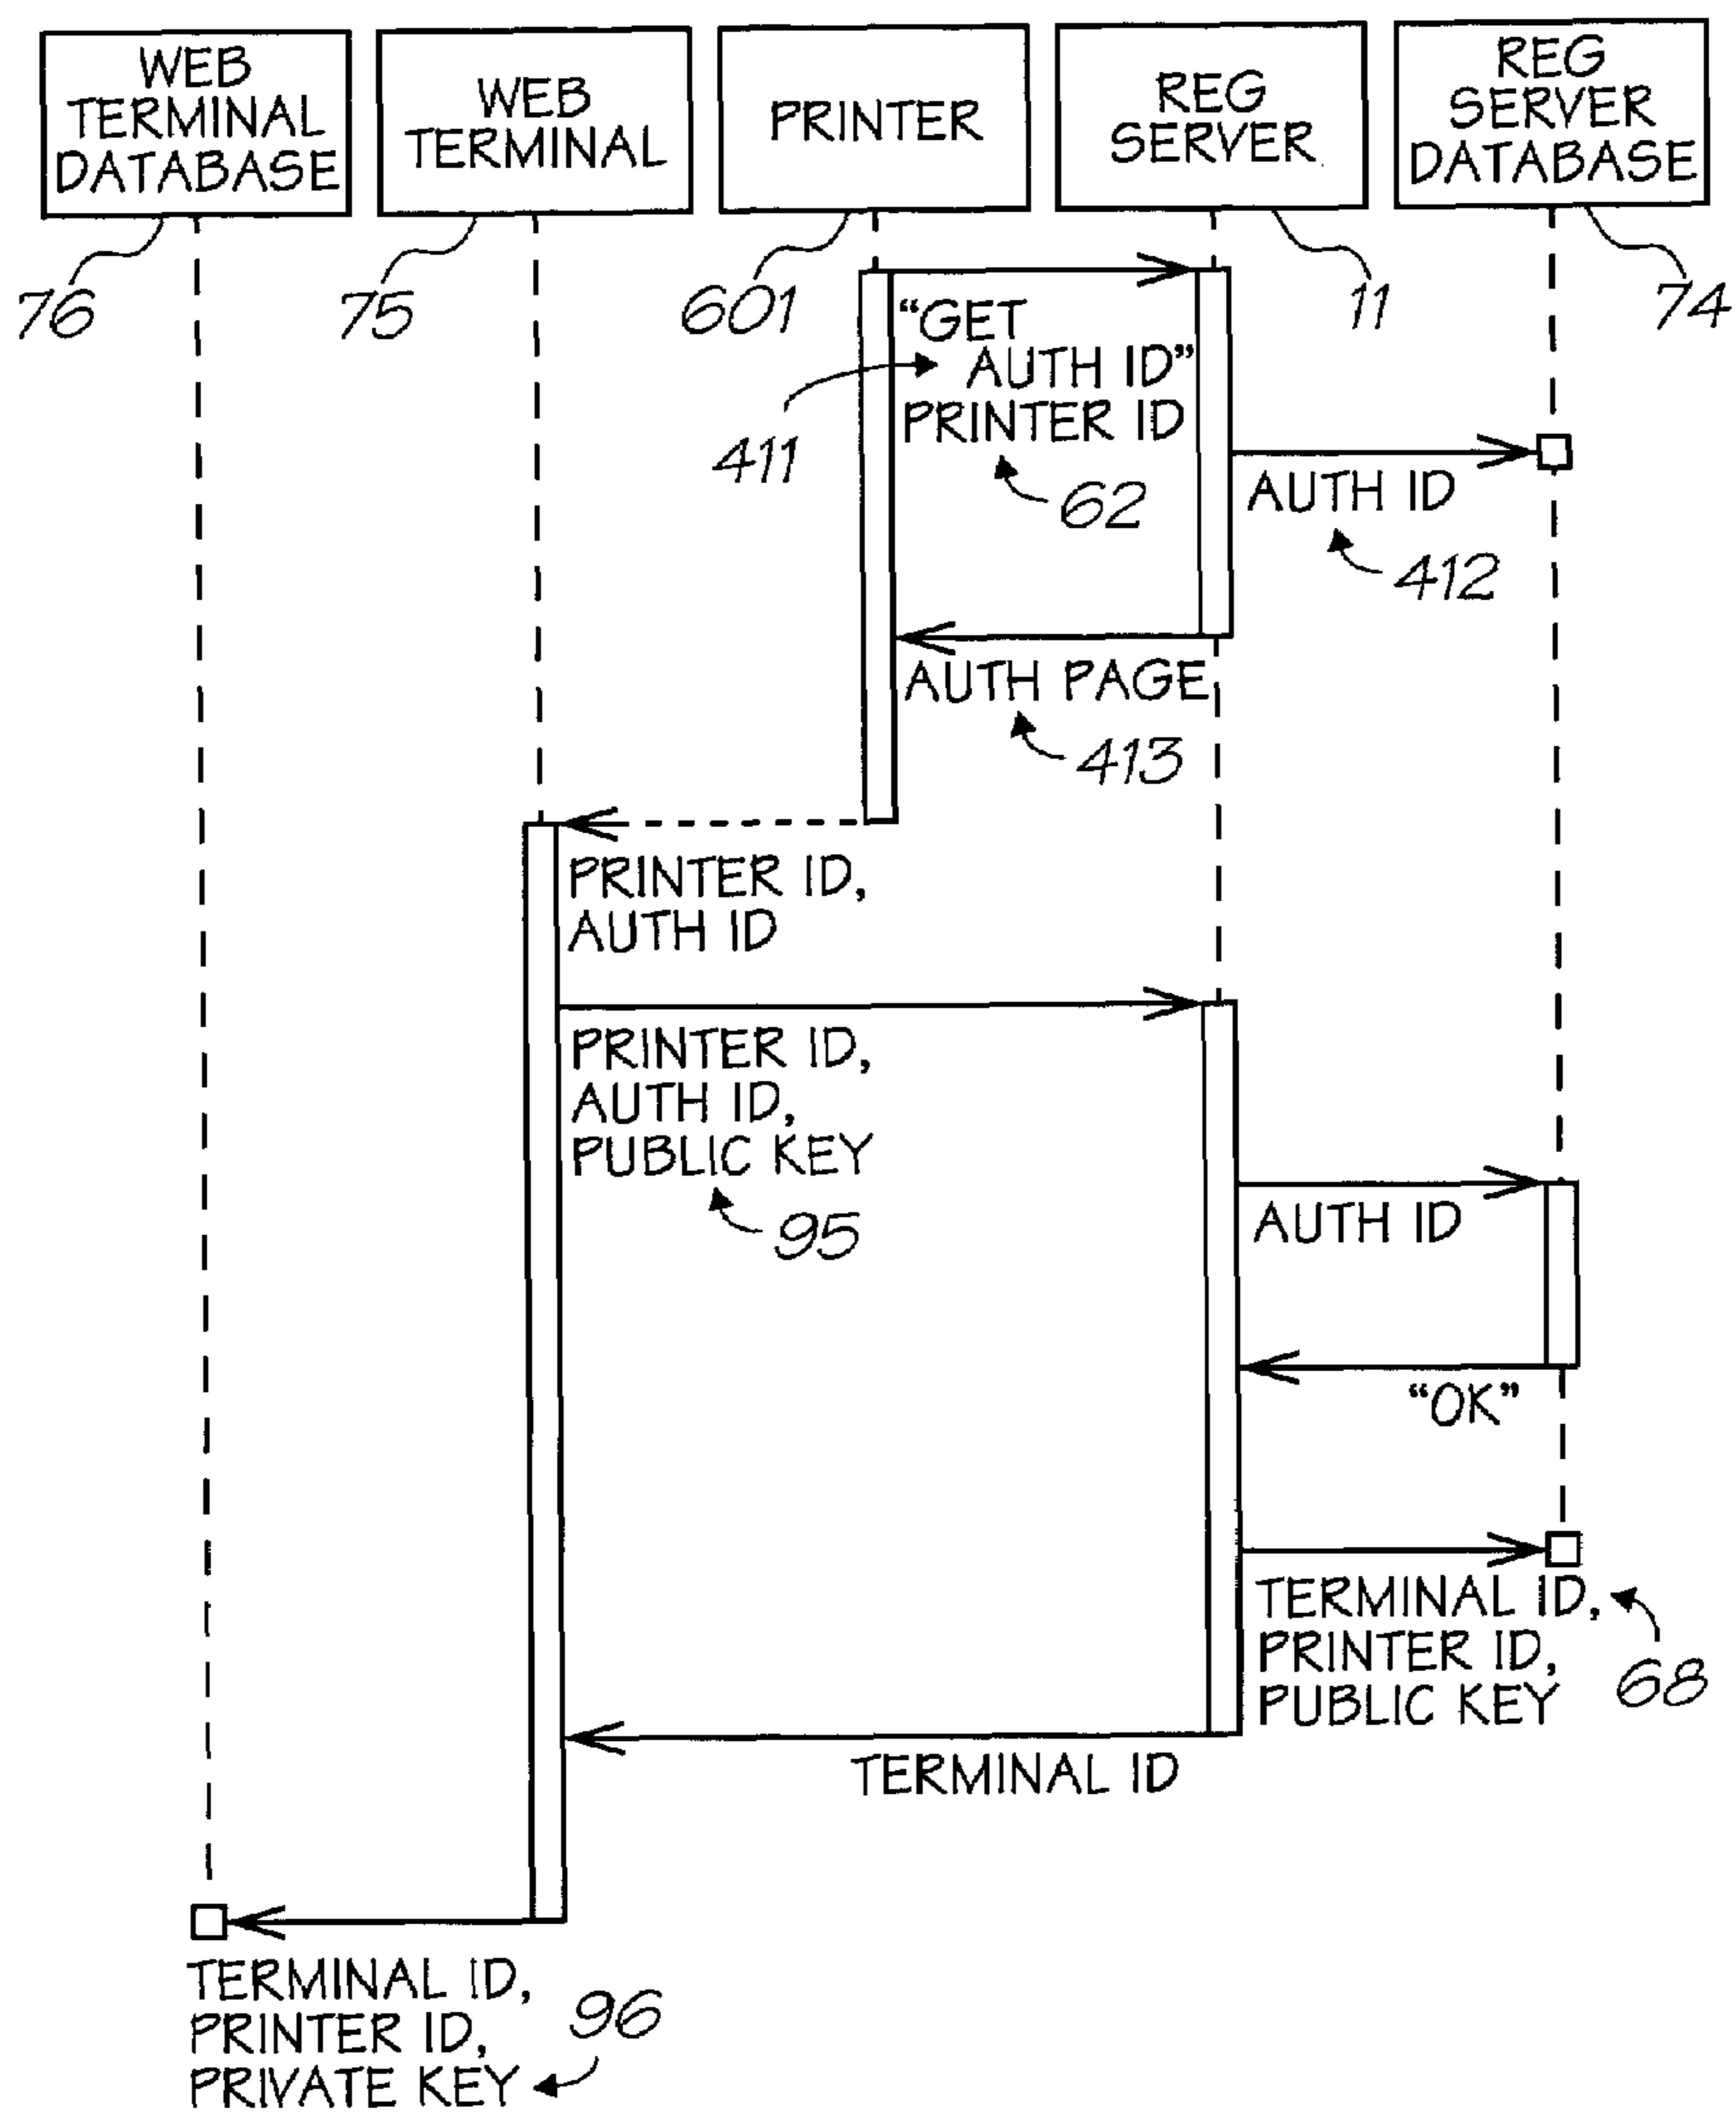 WEB
TERMINAL
DATABASE
WEB
TERMINAL
PRINTER
REG
SERVER
REG
SERVER
DATABASE
76
75
601
11
74
“GET
AUTH ID”
PRINTER ID
411
62
AUTH ID
412
AUTH PAGE
413
PRINTER ID,
AUTH ID
PRINTER ID,
AUTH ID,
PUBLIC KEY
95
AUTH ID
“OK”
TERMINAL ID,
PRINTER ID,
PUBLIC KEY
68
TERMINAL ID
TERMINAL ID,
PRINTER ID,
PRIVATE KEY
96